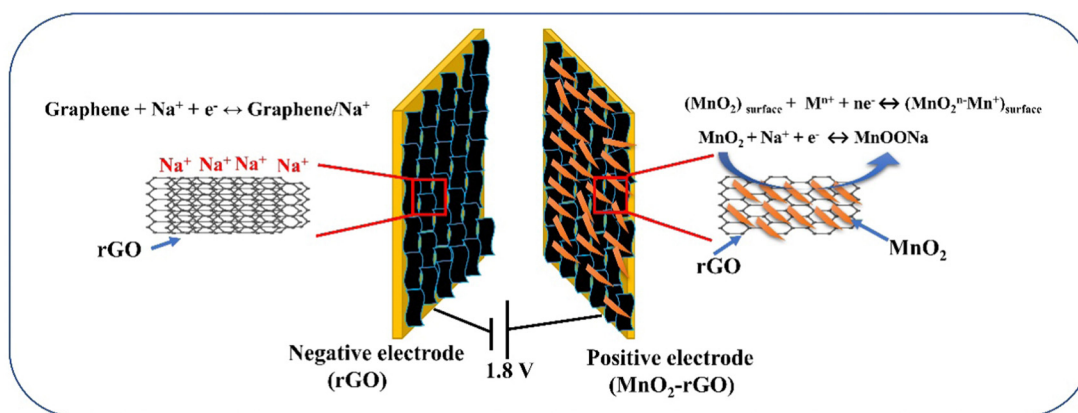 Graphene + Na⁺ + e⁻ ↔ Graphene/Na⁺
Na⁺ Na⁺ Na⁺ Na⁺
rGO
Negative electrode
(rGO)
1.8 V
Positive electrode
(MnO₂-rGO)
(MnO₂) surface + Mⁿ⁺ + ne⁻ ↔ (MnO₂ⁿ⁻Mn⁺)surface
MnO₂ + Na⁺ + e⁻ ↔ MnOONa
rGO
MnO₂